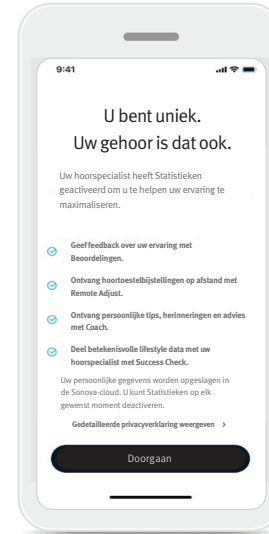 9:41
U bent uniek.
Uw gehoor is dat ook.
Uw hoorspecialist heeft Statistieken
geactiveerd om u te helpen uw ervaring te
maximaliseren.
Geef feedback over uw ervaring met
Beoordelingen.
Ontvang hoortoestelbijstellingen op afstand met
Remote Adjust.
Ontvang persoonlijke tips, herinneringen en advies
met Coach.
Deel betekenisvolle lifestyle data met uw
hoorspecialist met Success Check.
Uw persoonlijke gegevens worden opgeslagen in
de Sonova-cloud. U kunt Statistieken op elk
gewenst moment deactiveren.
Gedetailleerde privacyverklaring weergeven >
Doorgaan